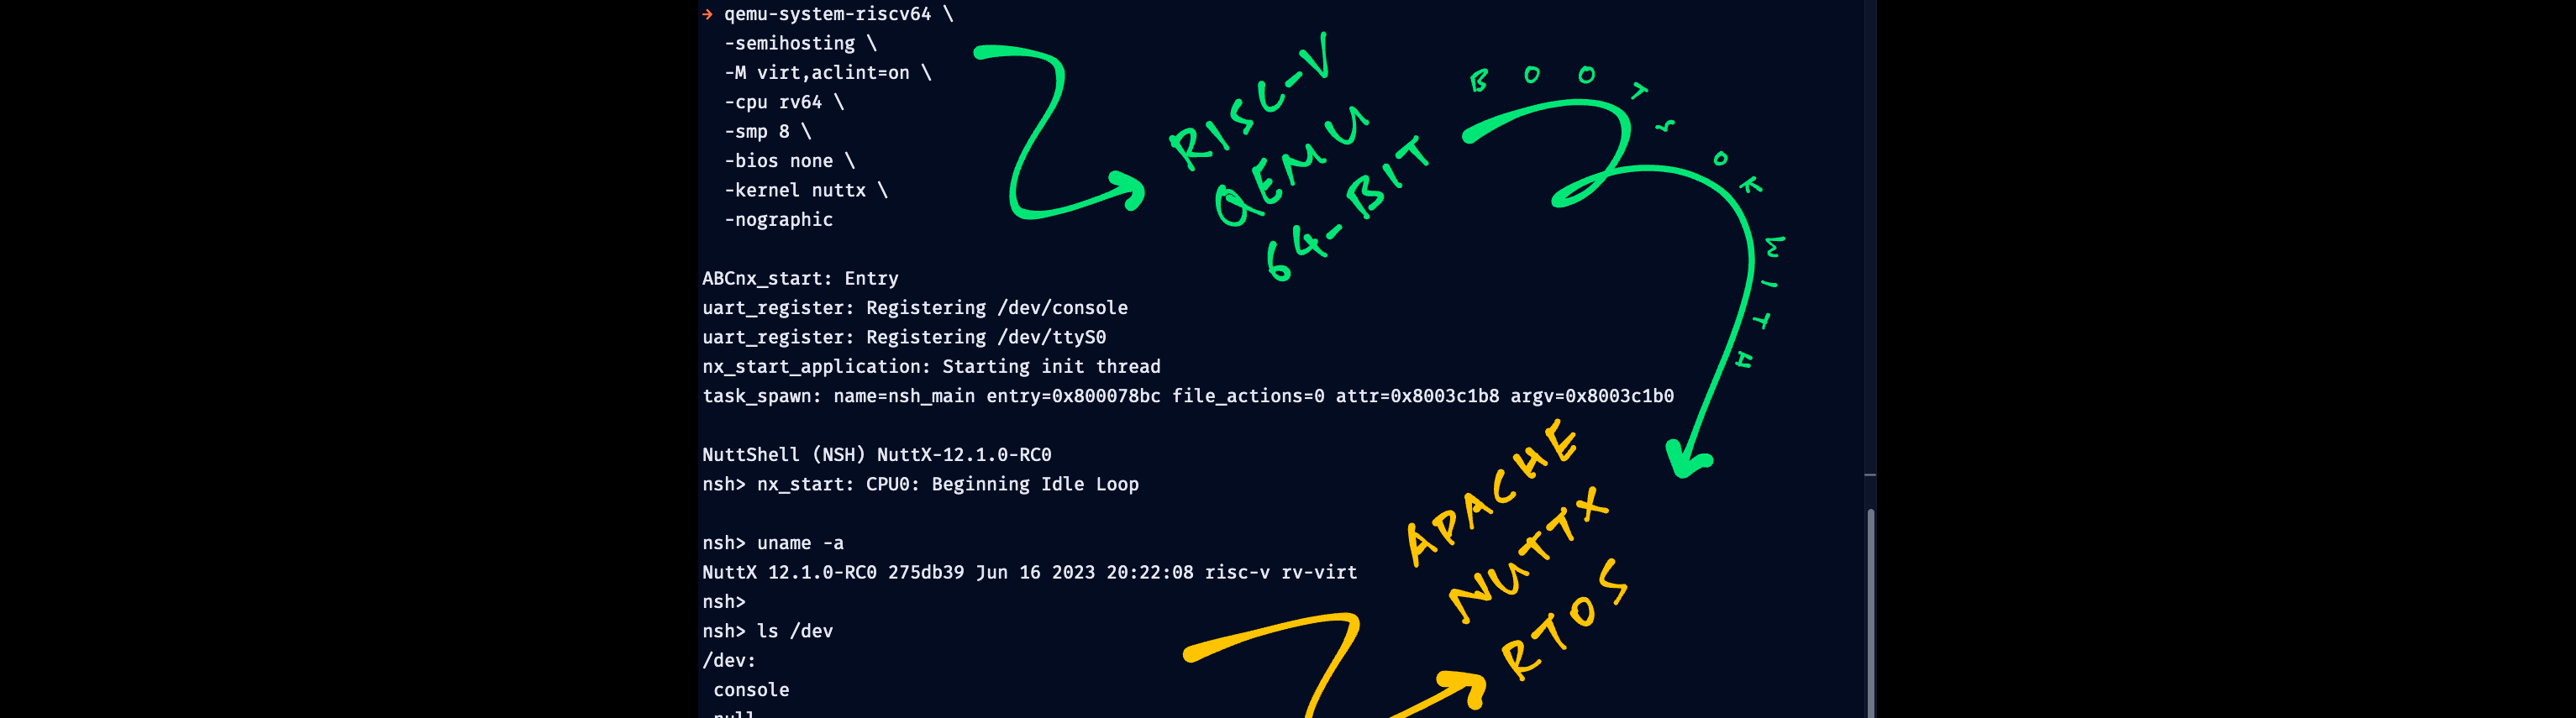 → qemu-system-riscv64 \
-semihosting \
-M virt,aclint=on \
-cpu rv64 \
-smp 8 \
-bios none \
-kernel nuttx \
-nographic
RISC-V
QEMU
64-BIT
BOOTS OK WITH
ABCnx_start: Entry
uart_register: Registering /dev/console
uart_register: Registering /dev/ttyS0
nx_start_application: Starting init thread
task_spawn: name=nsh_main entry=0x800078bc file_actions=0 attr=0x8003c1b8 argv=0x8003c1b0
NuttShell (NSH) NuttX-12.1.0-RC0
nsh> nx_start: CPU0: Beginning Idle Loop
APACHE
NUTTX
RTOS
nsh> uname -a
NuttX 12.1.0-RC0 275db39 Jun 16 2023 20:22:08 risc-v rv-virt
nsh>
nsh> ls /dev
/dev:
console